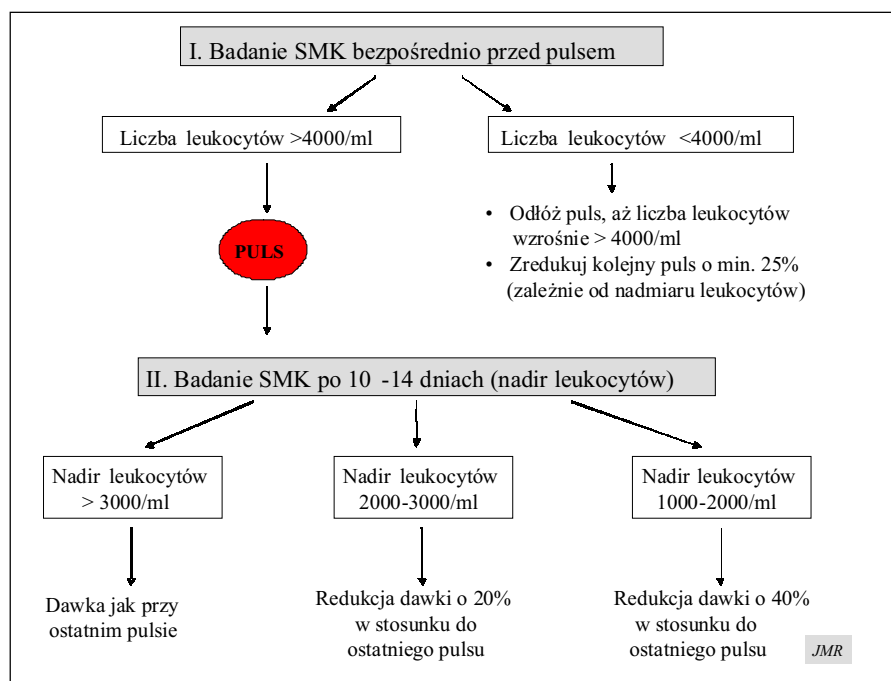 I. Badanie SMK bezpośrednio przed pulsem
Liczba leukocytów >4000/ml
Liczba leukocytów <4000/ml
PULS
• Odłóż puls, aż liczba leukocytów
wzrośnie > 4000/ml
• Zredukuj kolejny puls o min. 25%
(zależnie od nadmiaru leukocytów)
II. Badanie SMK po 10 -14 dniach (nadir leukocytów)
Nadir leukocytów
> 3000/ml
Nadir leukocytów
2000-3000/ml
Nadir leukocytów
1000-2000/ml
Dawka jak przy
ostatnim pulsie
Redukcja dawki o 20%
w stosunku do
ostatniego pulsu
Redukcja dawki o 40%
w stosunku do
ostatniego pulsu
JMR